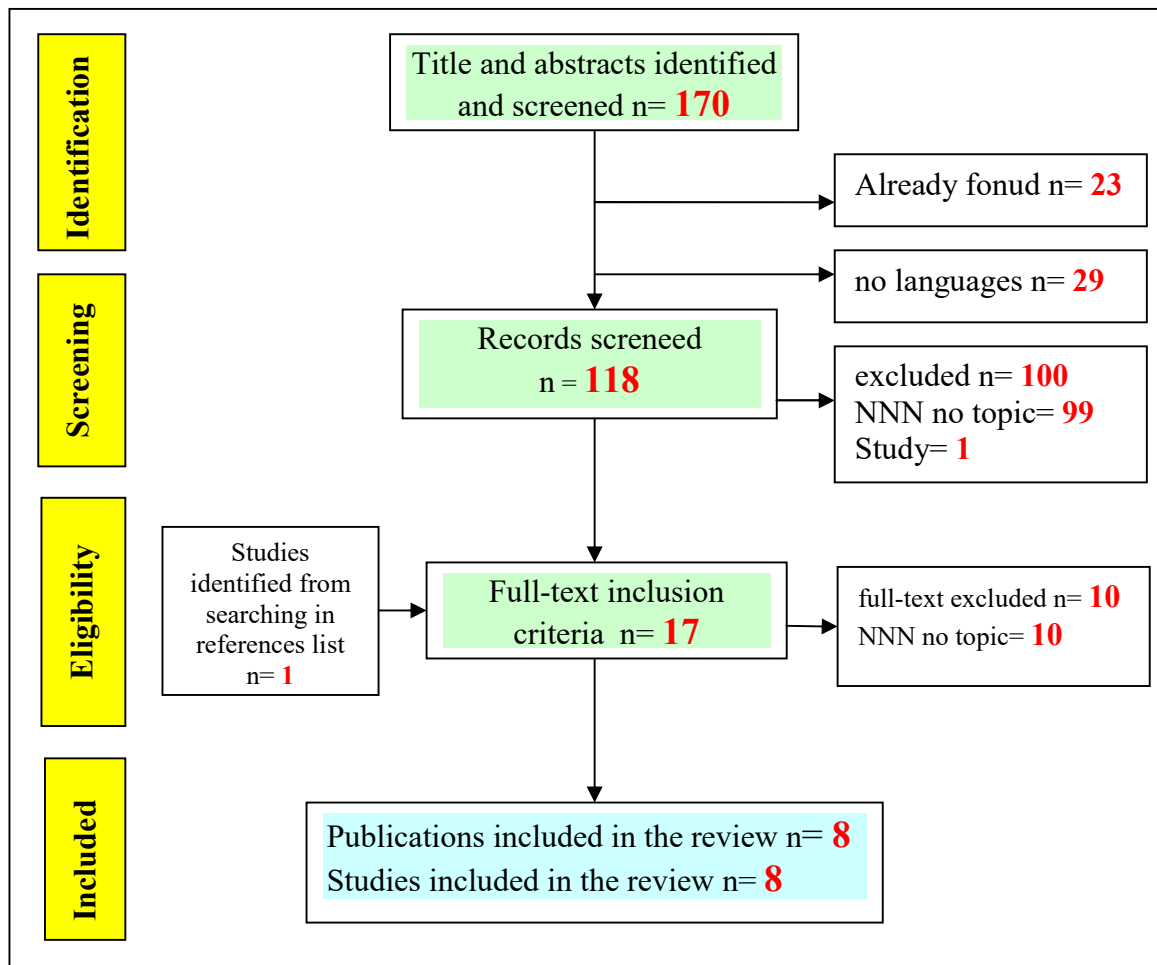 Identification
Title and abstracts identified
and screened n= 170
Already fonud n= 23
no languages n= 29
Screening
Records screneed
n = 118
excluded n= 100
NNN no topic= 99
Study= 1
Eligibility
Studies
identified from
searching in
references list
n= 1
Full-text inclusion
criteria n= 17
full-text excluded n= 10
NNN no topic= 10
Included
Publications included in the review n= 8
Studies included in the review n= 8